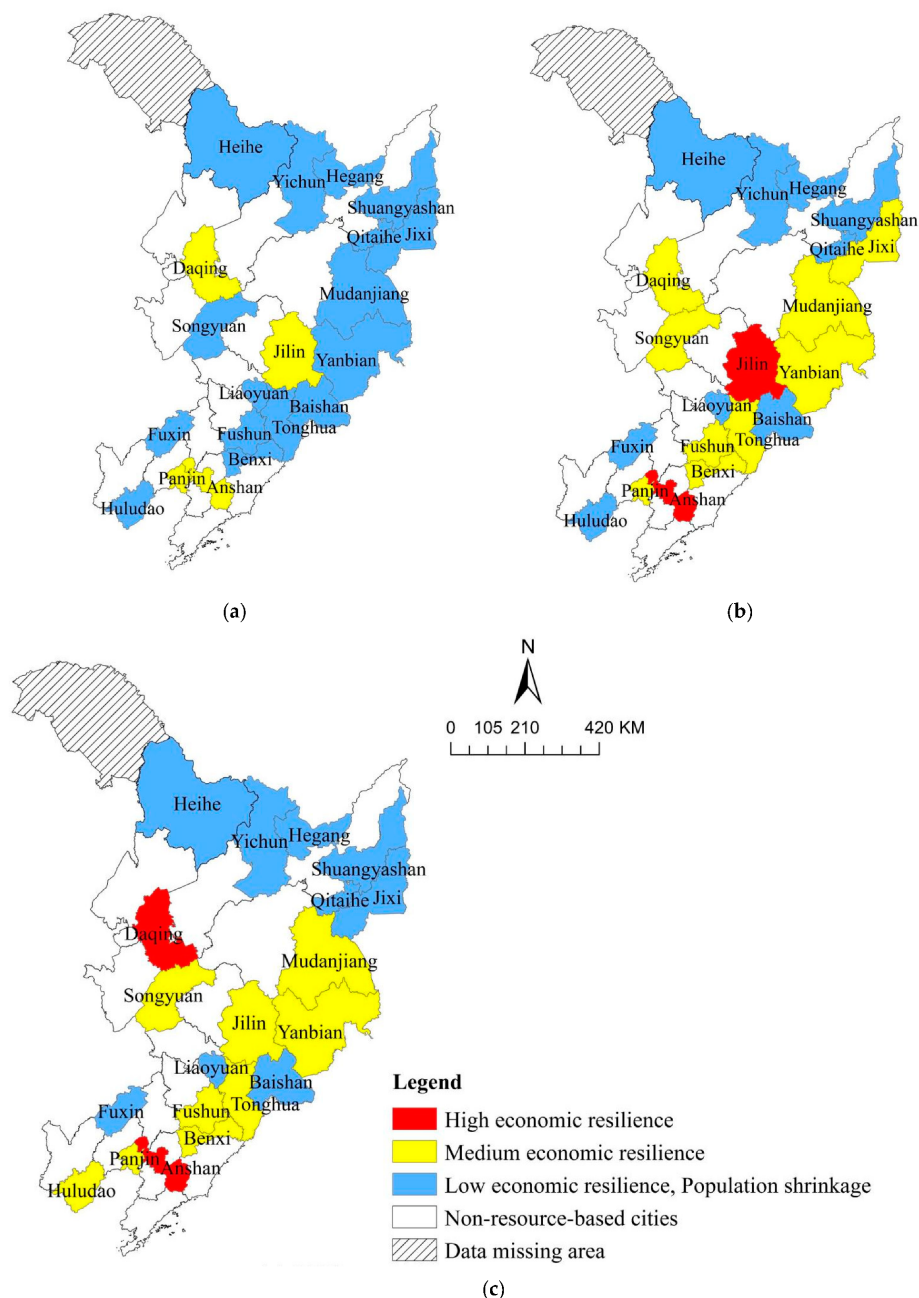 Heihe
Yichun
Hegang
Shuangyashan
Qitaihe
Jixi
Daqing
Mudanjiang
Songyuan
Jilin
Yanbian
Liaoyuan
Baishan
Fuxin
Fushun
Tonghua
Benxi
Panjin
Anshan
Huludao
(a)
Heihe
Yichun
Hegang
Shuangyashan
Qitaihe
Jixi
Daqing
Mudanjiang
Songyuan
Jilin
Yanbian
Liaoyuan
Baishan
Fuxin
Fushun
Tonghua
Benxi
Panjin
Anshan
Huludao
(b)
N
0 105 210 420 KM
Heihe
Yichun
Hegang
Shuangyashan
Qitaihe
Jixi
Daqing
Mudanjiang
Songyuan
Jilin
Yanbian
Liaoyuan
Baishan
Fuxin
Fushun
Tonghua
Benxi
Panjin
Anshan
Huludao
Legend
High economic resilience
Medium economic resilience
Low economic resilience, Population shrinkage
Non-resource-based cities
Data missing area
(c)